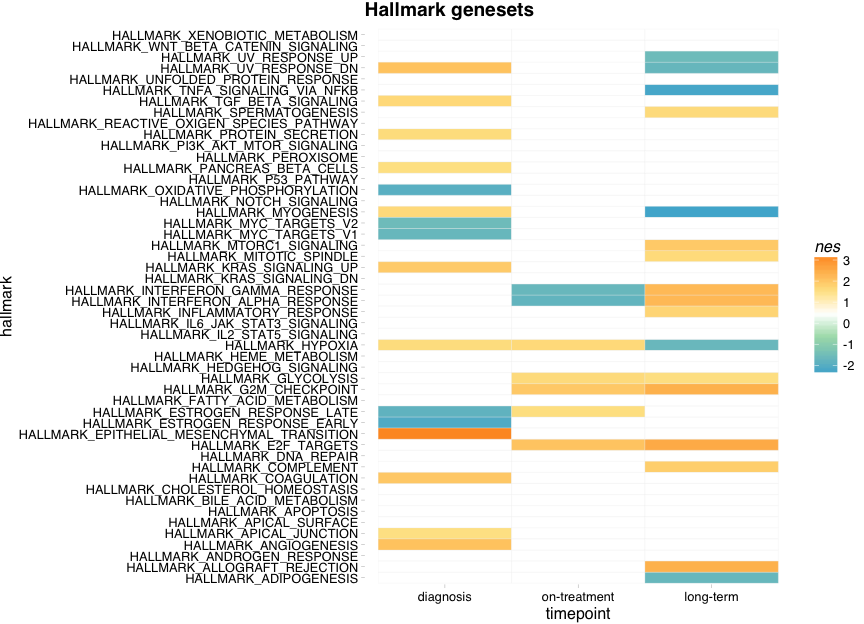 Hallmark genesets
HALLMARK_XENOBIOTIC_METABOLISM
HALLMARK_WNT_BETA_CATENIN_SIGNALING
HALLMARK_UV_RESPONSE_UP
HALLMARK_UV_RESPONSE_DN
HALLMARK_UNFOLDED_PROTEIN_RESPONSE
HALLMARK_TNFA_SIGNALING_VIA_NFKB
HALLMARK_TGF_BETA_SIGNALING
HALLMARK_SPERMATOGENESIS
HALLMARK_REACTIVE_OXIGEN_SPECIES_PATHWAY
HALLMARK_PROTEIN_SECRETION
HALLMARK_PI3K_AKT_MTOR_SIGNALING
HALLMARK_PEROXISOME
HALLMARK_PANCREAS_BETA_CELLS
HALLMARK_P53_PATHWAY
HALLMARK_OXIDATIVE_PHOSPHORYLATION
HALLMARK_NOTCH_SIGNALING
HALLMARK_MYOGENESIS
HALLMARK_MYC_TARGETS_V2
HALLMARK_MYC_TARGETS_V1
HALLMARK_MTORC1_SIGNALING
HALLMARK_MITOTIC_SPINDLE
HALLMARK_KRAS_SIGNALING_UP
HALLMARK_KRAS_SIGNALING_DN
HALLMARK_INTERFERON_GAMMA_RESPONSE
HALLMARK_INTERFERON_ALPHA_RESPONSE
HALLMARK_INFLAMMATORY_RESPONSE
HALLMARK_IL6_JAK_STAT3_SIGNALING
HALLMARK_IL2_STAT5_SIGNALING
HALLMARK_HYPOXIA
HALLMARK_HEME_METABOLISM
HALLMARK_HEDGEHOG_SIGNALING
HALLMARK_GLYCOLYSIS
HALLMARK_G2M_CHECKPOINT
HALLMARK_FATTY_ACID_METABOLISM
HALLMARK_ESTROGEN_RESPONSE_LATE
HALLMARK_ESTROGEN_RESPONSE_EARLY
HALLMARK_EPITHELIAL_MESENCHYMAL_TRANSITION
HALLMARK_E2F_TARGETS
HALLMARK_DNA_REPAIR
HALLMARK_COMPLEMENT
HALLMARK_COAGULATION
HALLMARK_CHOLESTEROL_HOMEOSTASIS
HALLMARK_BILE_ACID_METABOLISM
HALLMARK_APOPTOSIS
HALLMARK_APICAL_SURFACE
HALLMARK_APICAL_JUNCTION
HALLMARK_ANGIOGENESIS
HALLMARK_ANDROGEN_RESPONSE
HALLMARK_ALLOGRAFT_REJECTION
HALLMARK_ADIPOGENESIS
hallmark
diagnosis
on-treatment
long-term
timepoint
nes
3
2
1
0
-1
-2